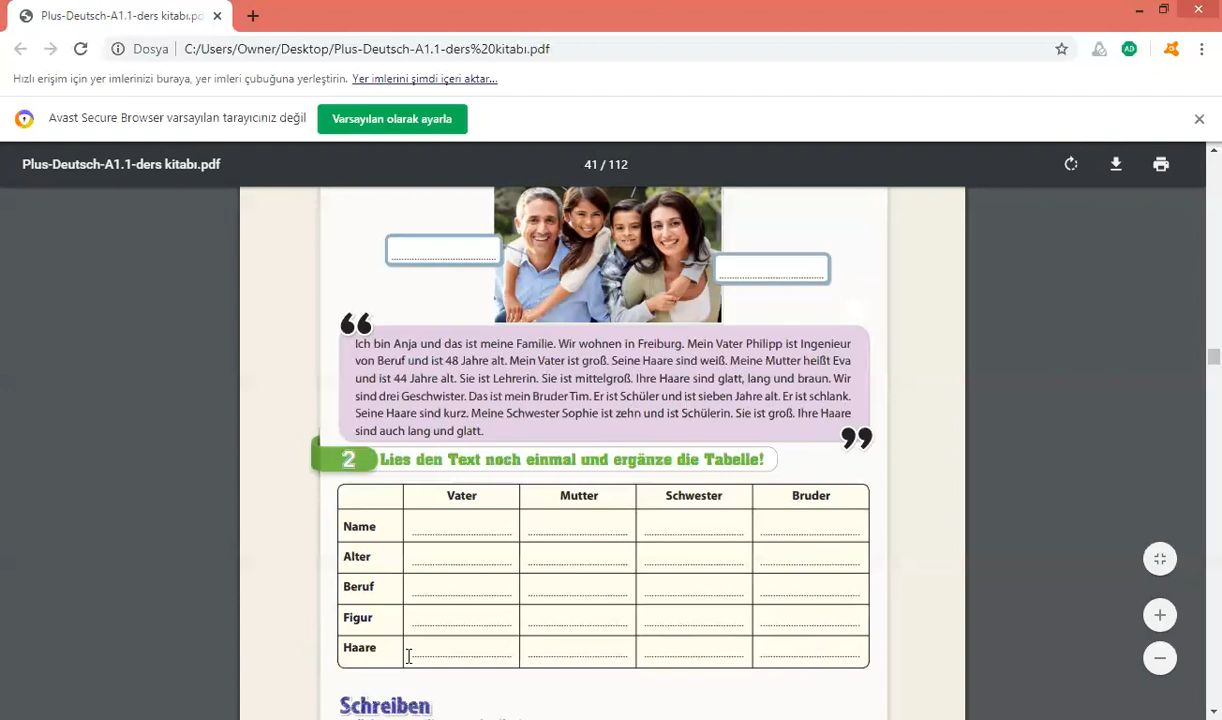 Plus-Deutsch-A1.1-ders kitabı.pd
Dosya C:/Users/Owner/Desktop/Plus-Deutsch-A1.1-ders%20kitabı.pdf
AD
Hızlı erişim için yer imlerinizi buraya, yer imleri çubuğuna yerleştirin. Yer imlerini şimdi içeri aktar...
Avast Secure Browser varsayılan tarayıcınız değil Varsayılan olarak ayarla
Plus-Deutsch-A1.1-ders kitabı.pdf 41 / 112
Ich bin Anja und das ist meine Familie. Wir wohnen in Freiburg. Mein Vater Philipp ist Ingenieur
von Beruf und ist 48 Jahre alt. Mein Vater ist groß. Seine Haare sind weiß. Meine Mutter heißt Eva
und ist 44 Jahre alt. Sie ist Lehrerin. Sie ist mittelgroß. Ihre Haare sind glatt, lang und braun. Wir
sind drei Geschwister. Das ist mein Bruder Tim. Er ist Schüler und ist sieben Jahre alt. Er ist schlank.
Seine Haare sind kurz. Meine Schwester Sophie ist zehn und ist Schülerin. Sie ist groß. Ihre Haare
sind auch lang und glatt.
2 Lies den Text noch einmal und ergänze die Tabelle!
Vater Mutter Schwester Bruder
Name
Alter
Beruf
Figur
Haare
Schreiben